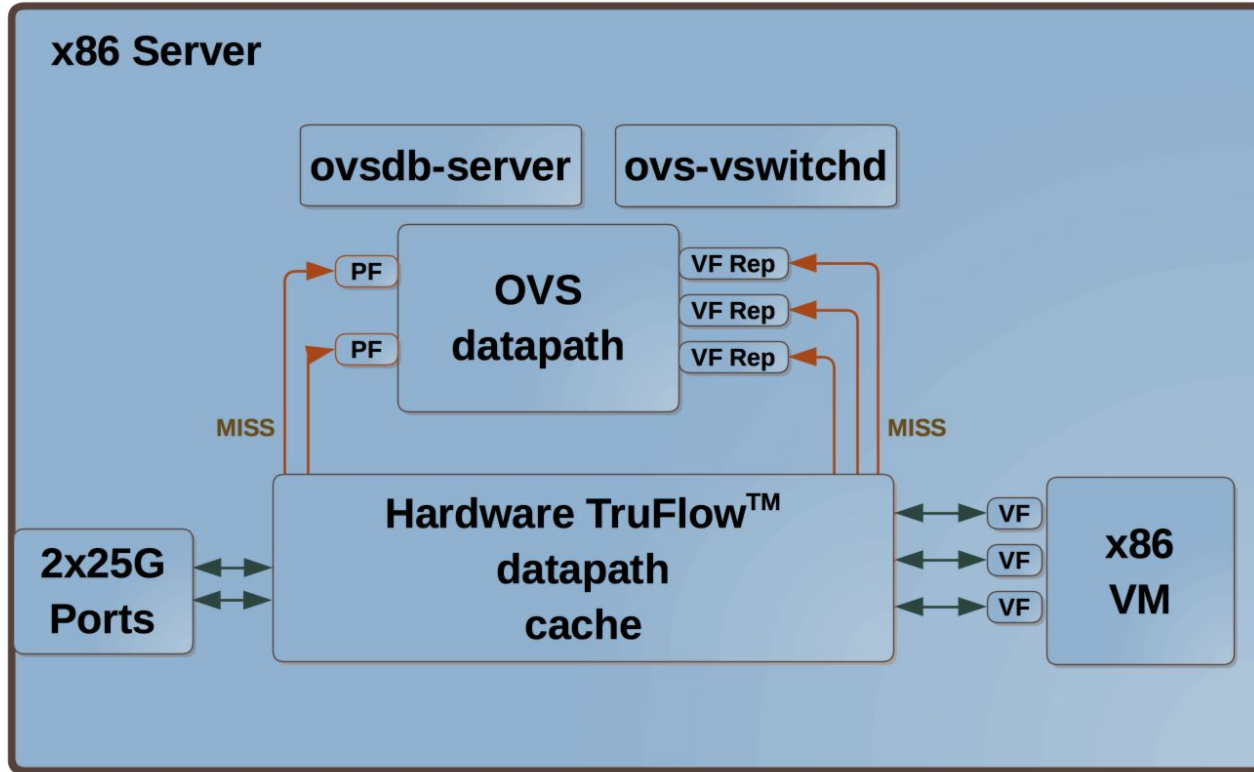 x86 Server
ovsdb-server
ovs-vswitchd
PF
PF
OVS
datapath
VF Rep
VF Rep
VF Rep
MISS
MISS
Hardware TruFlow™
datapath
cache
2x25G
Ports
VF
VF
VF
x86
VM